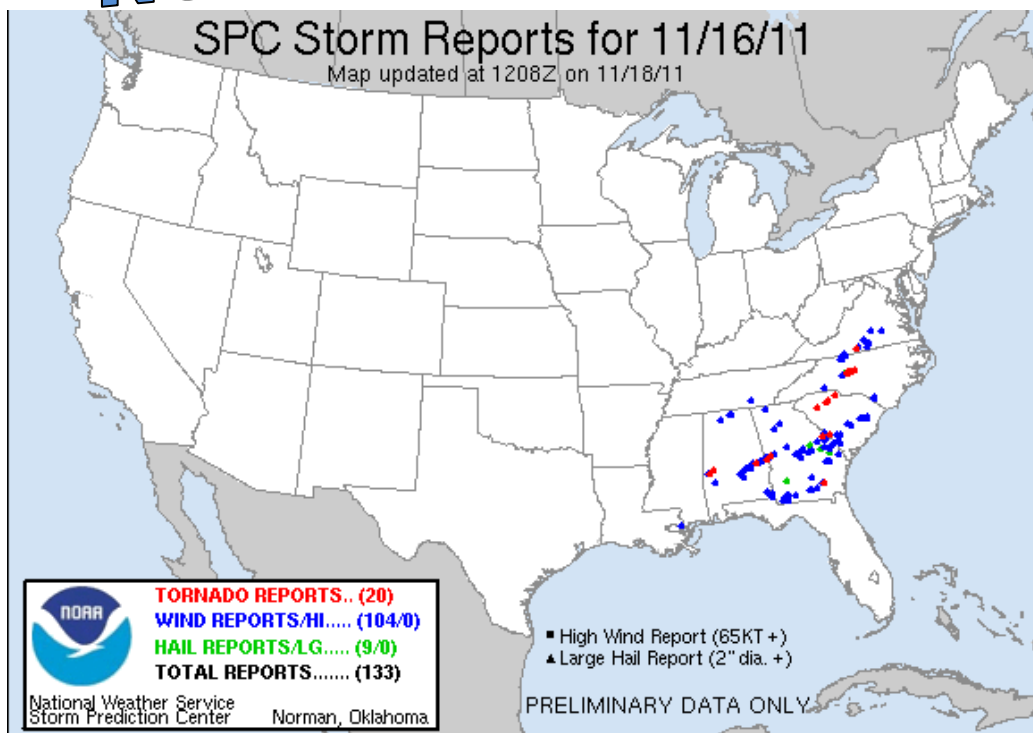 SPC Storm Reports for 11/16/11
Map updated at 1208Z on 11/18/11
NOAA
TORNADO REPORTS.. (20)
WIND REPORTS/HI..... (104/0)
HAIL REPORTS/LG..... (9/0)
TOTAL REPORTS....... (133)
National Weather Service
Storm Prediction Center Norman, Oklahoma
■ High Wind Report (65KT +)
▲ Large Hail Report (2" dia. +)
PRELIMINARY DATA ONLY